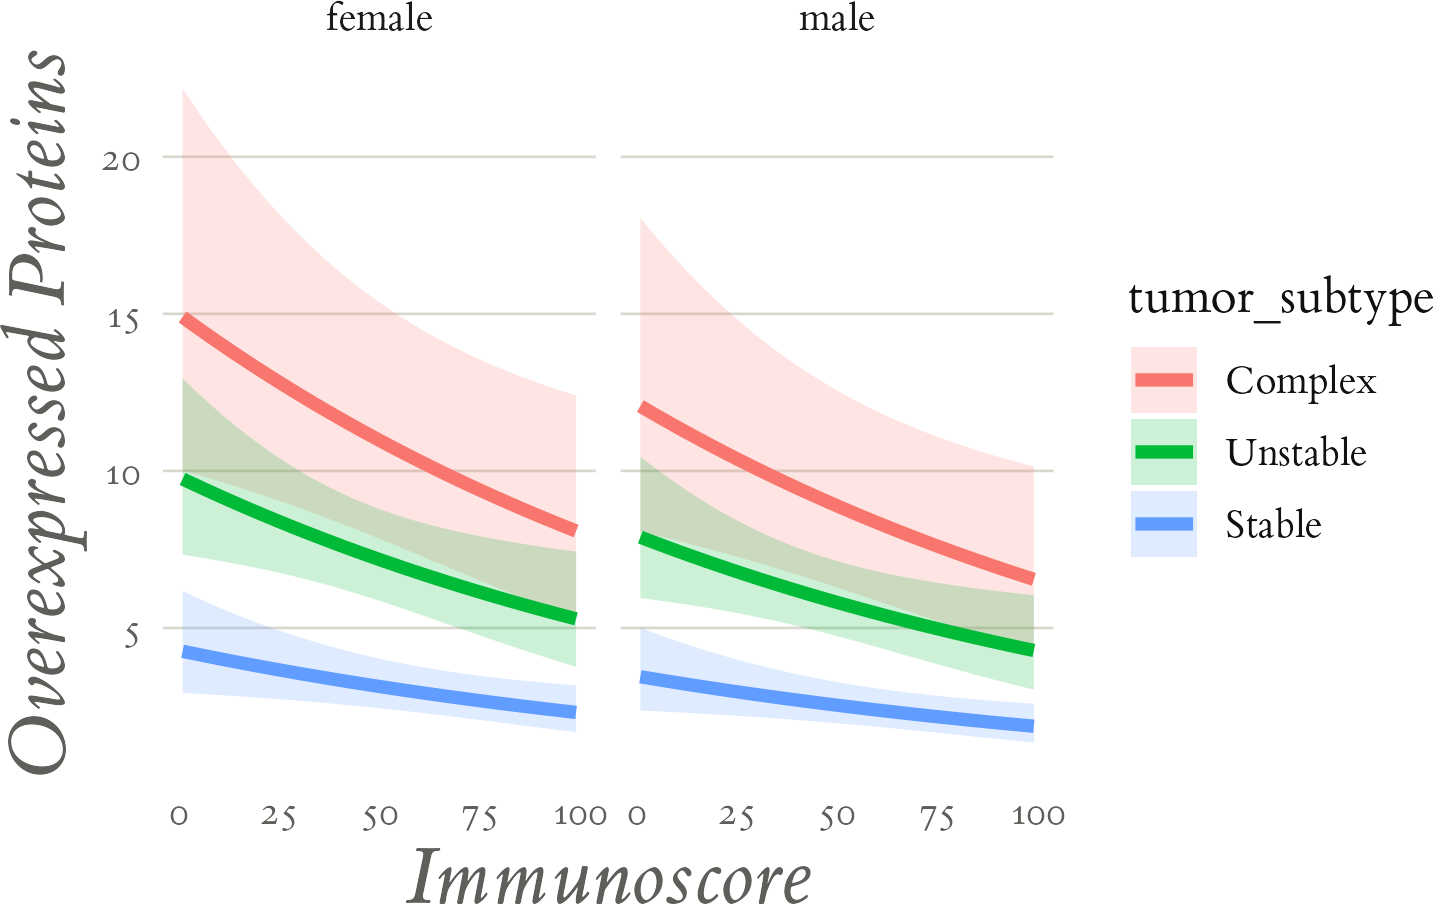 female
male
Overexpressed Proteins
20
15
10
5
0 25 50 75 100
0 25 50 75 100
Immunoscore
tumor_subtype
Complex
Unstable
Stable